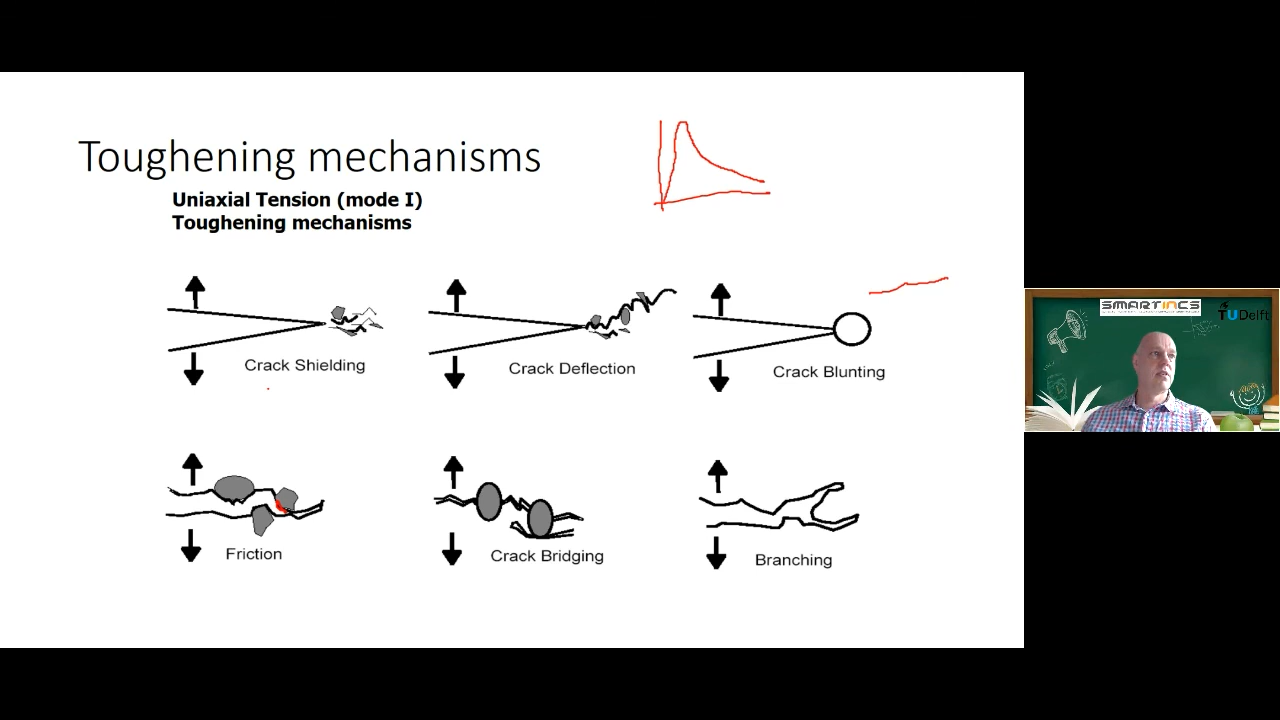 Toughening mechanisms
Uniaxial Tension (mode I)
Toughening mechanisms
Crack Shielding
Crack Deflection
Crack Blunting
Friction
Crack Bridging
Branching
SMARTINCS
TU Delft